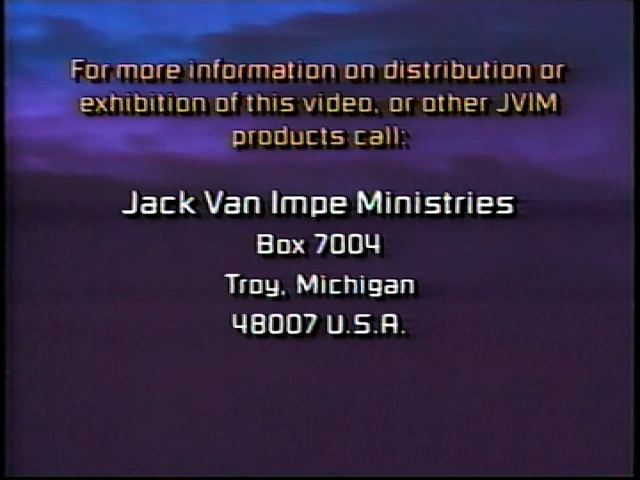 For more information on distribution or
exhibition of this video, or other JVIM
products call:
Jack Van Impe Ministries
Box 7004
Troy, Michigan
48007 U.S.A.